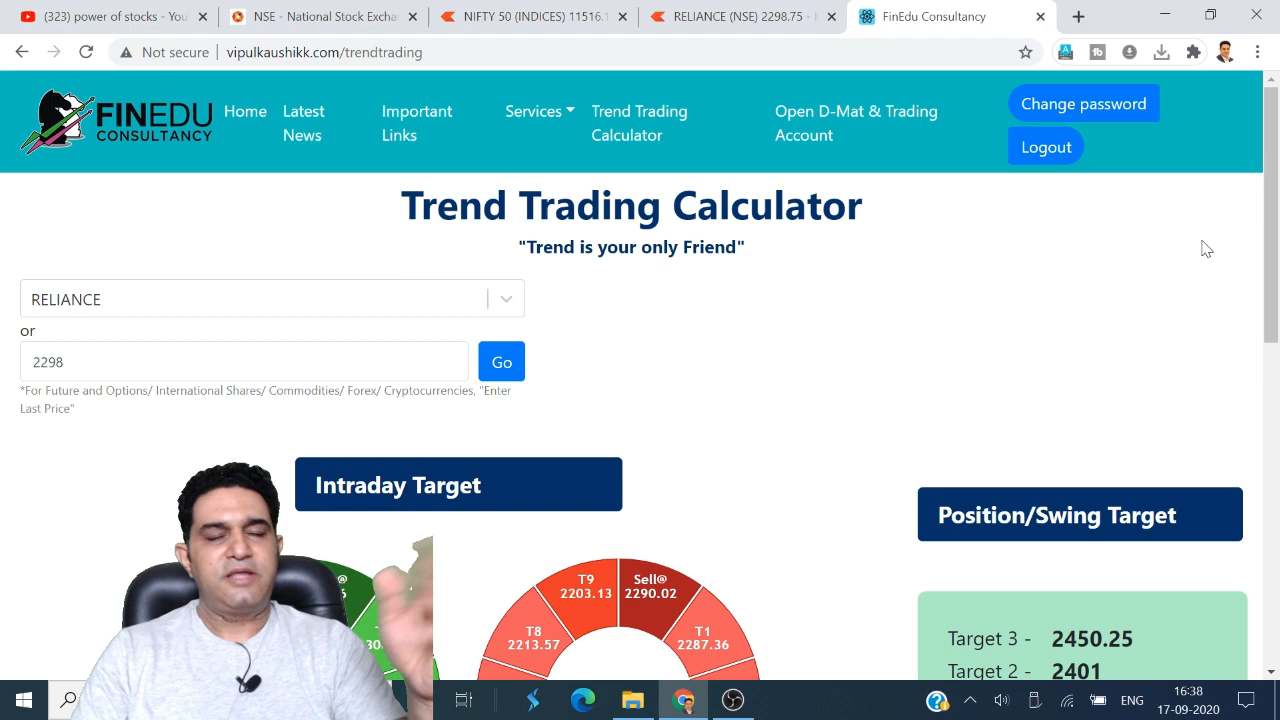 (323) power of stocks - You
NSE - National Stock Excha
NIFTY 50 (INDICES) 11516.1
RELIANCE (NSE) 2298.75 -
FinEdu Consultancy
Not secure
vipulkaushikk.com/trendtrading
FINEDU
CONSULTANCY
Home
Latest
News
Important
Links
Services
Trend Trading
Calculator
Open D-Mat & Trading
Account
Change password
Logout
Trend Trading Calculator
"Trend is your only Friend"
RELIANCE
or
2298
Go
*For Future and Options/ International Shares/ Commodities/ Forex/ Cryptocurrencies, "Enter
Last Price"
Intraday Target
Position/Swing Target
T9
2203.13
Sell@
2290.02
T8
2213.57
T1
2287.36
Target 3 - 2450.25
Target 2 - 2401
ENG
16:38
17-09-2020